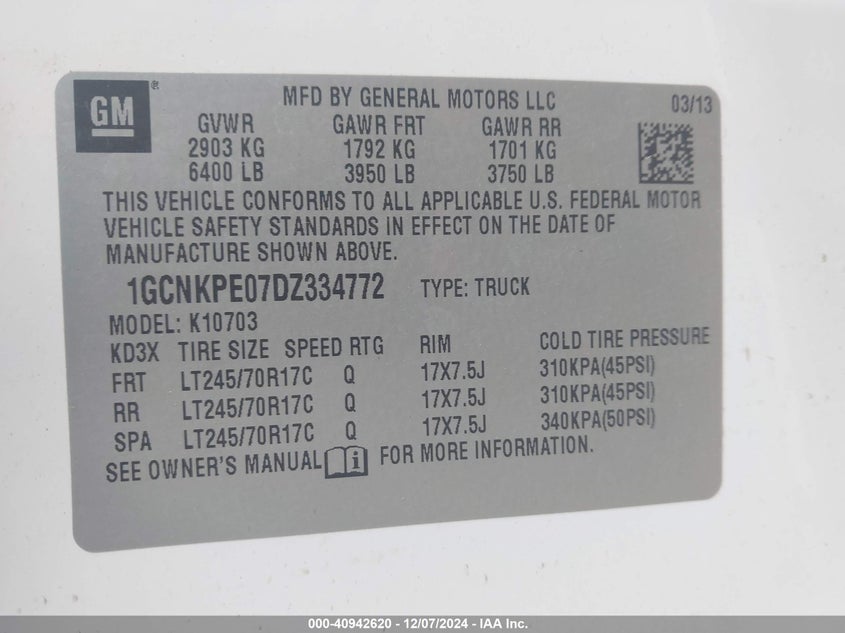 GM ®
MFD BY GENERAL MOTORS LLC 03/13
GVWR GAWR FRT GAWR RR
2903 KG 1792 KG 1701 KG
6400 LB 3950 LB 3750 LB
THIS VEHICLE CONFORMS TO ALL APPLICABLE U.S. FEDERAL MOTOR
VEHICLE SAFETY STANDARDS IN EFFECT ON THE DATE OF
MANUFACTURE SHOWN ABOVE.
1GCNKPE07DZ334772 TYPE: TRUCK
MODEL: K10703
KD3X TIRE SIZE SPEED RTG RIM COLD TIRE PRESSURE
FRT LT245/70R17C Q 17X7.5J 310KPA(45PSI)
RR LT245/70R17C Q 17X7.5J 310KPA(45PSI)
SPA LT245/70R17C Q 17X7.5J 340KPA(50PSI)
SEE OWNER'S MANUAL i FOR MORE INFORMATION.
000-40942620 - 12/07/2024 - IAA Inc.